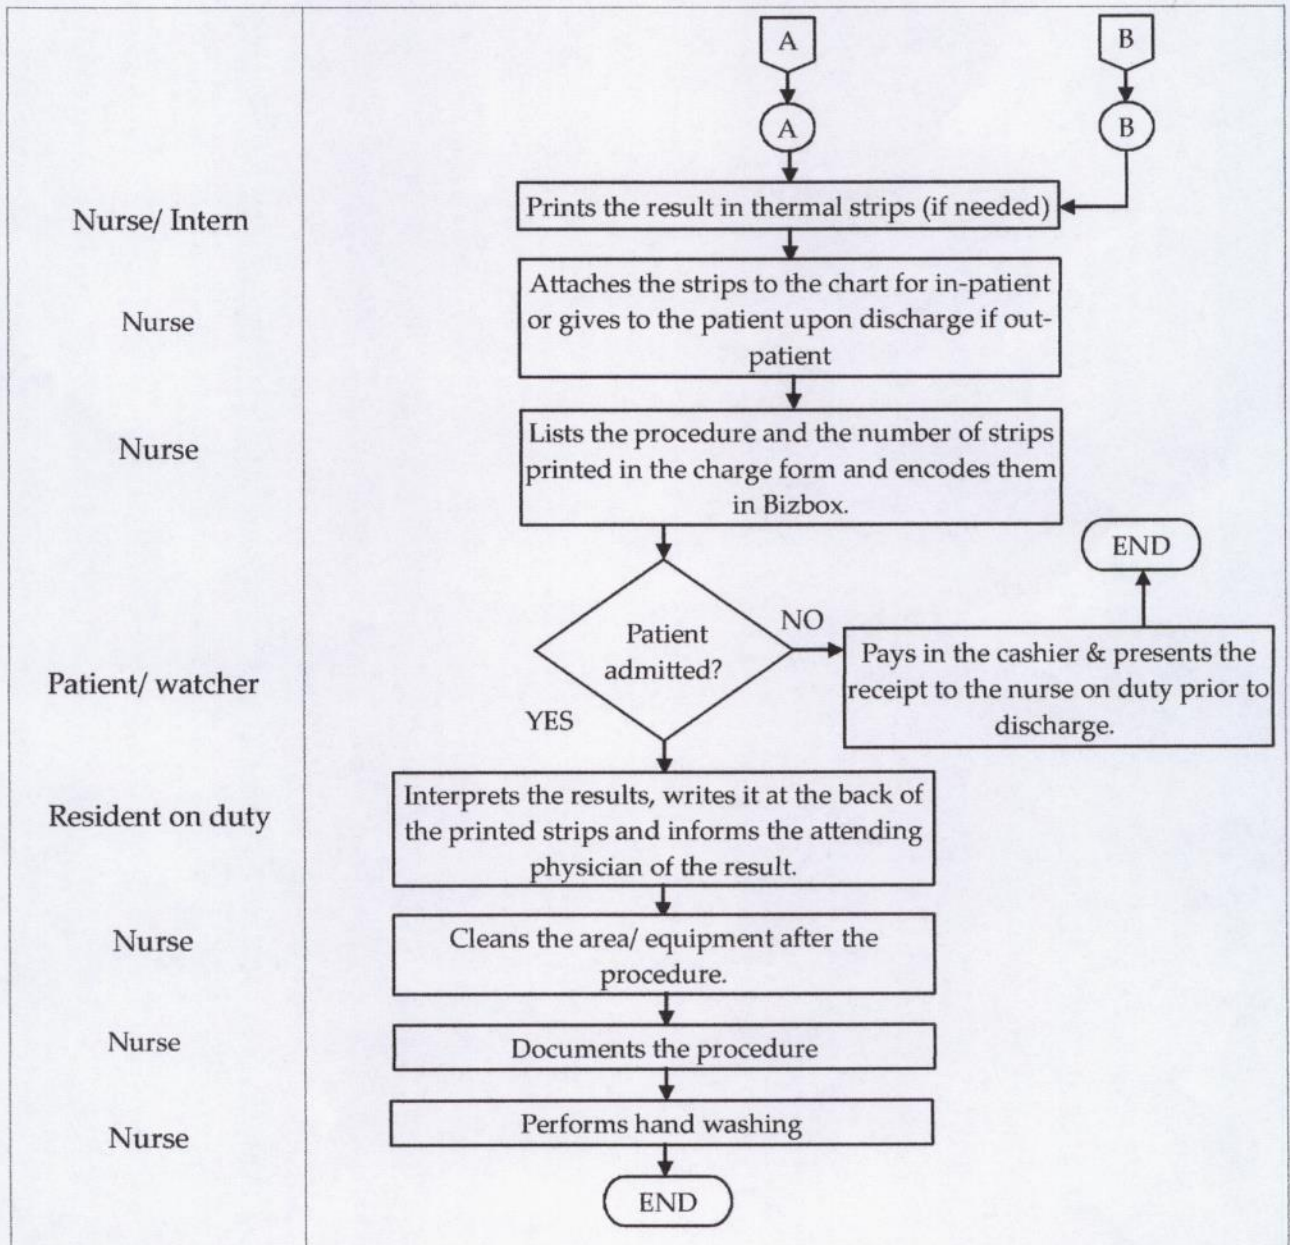 A
B
A
B
Nurse/ Intern
Prints the result in thermal strips (if needed)
Nurse
Attaches the strips to the chart for in-patient
or gives to the patient upon discharge if out-
patient
Nurse
Lists the procedure and the number of strips
printed in the charge form and encodes them
in Bizbox.
END
Patient/ watcher
Patient
admitted?
NO
YES
Pays in the cashier & presents the
receipt to the nurse on duty prior to
discharge.
Resident on duty
Interprets the results, writes it at the back of
the printed strips and informs the attending
physician of the result.
Nurse
Cleans the area/ equipment after the
procedure.
Nurse
Documents the procedure
Nurse
Performs hand washing
END